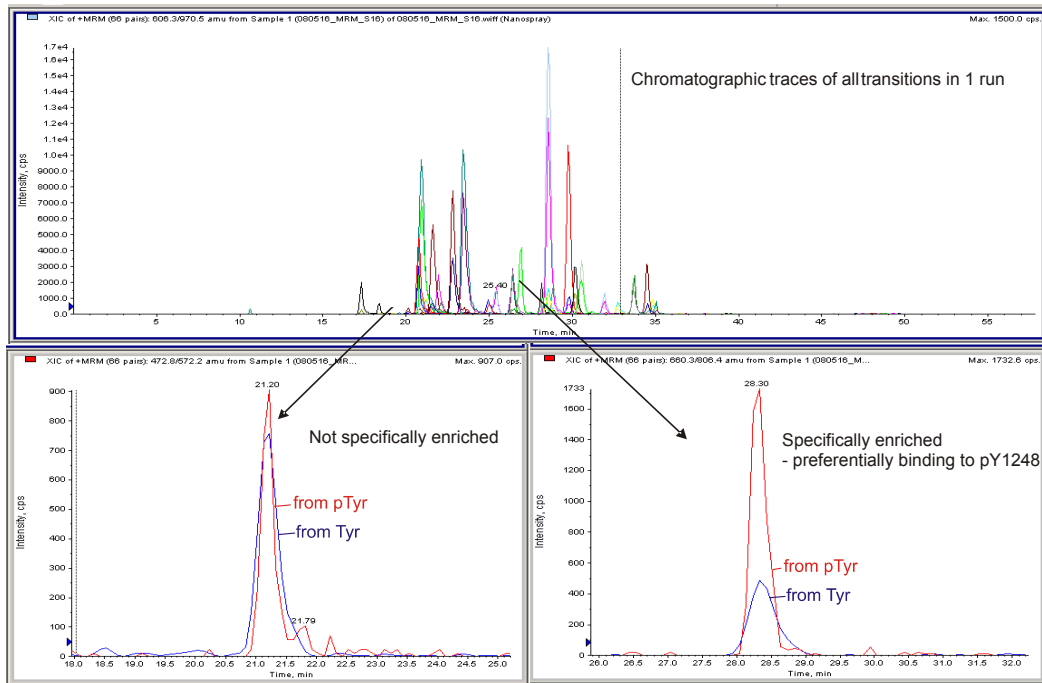 XIC of +MRM (66 pairs): 606.3/970.5 amu from Sample 1 (080516_MRM_S16) of 080516_MRM_S16.wiff (Nanospray)
Max. 1500.0 cps.
Chromatographic traces of all transitions in 1 run
Intensity, cps
1.7e4
1.6e4
1.5e4
1.4e4
1.3e4
1.2e4
1.1e4
1.0e4
9000.0
8000.0
7000.0
6000.0
5000.0
4000.0
3000.0
2000.0
1000.0
0.0
25.40
5 10 15 20 25 30 35 40 45 50 55
Time, min
XIC of +MRM (66 pairs): 472.8/572.2 amu from Sample 1 (080516_MR...
Max. 907.0 cps.
Intensity, cps
900
800
700
600
500
400
300
200
100
0
21.20
Not specifically enriched
from pTyr
from Tyr
21.79
18.0 18.5 19.0 19.5 20.0 20.5 21.0 21.5 22.0 22.5 23.0 23.5 24.0 24.5 25.0
Time, min
XIC of +MRM (66 pairs): 660.3/806.4 amu from Sample 1 (080516_M...
Max. 1732.6 cps.
Intensity, cps
1733
1600
1400
1200
1000
800
600
400
200
0
28.30
Specifically enriched
- preferentially binding to pY1248
from pTyr
from Tyr
26.0 26.5 27.0 27.5 28.0 28.5 29.0 29.5 30.0 30.5 31.0 31.5 32.0
Time, min